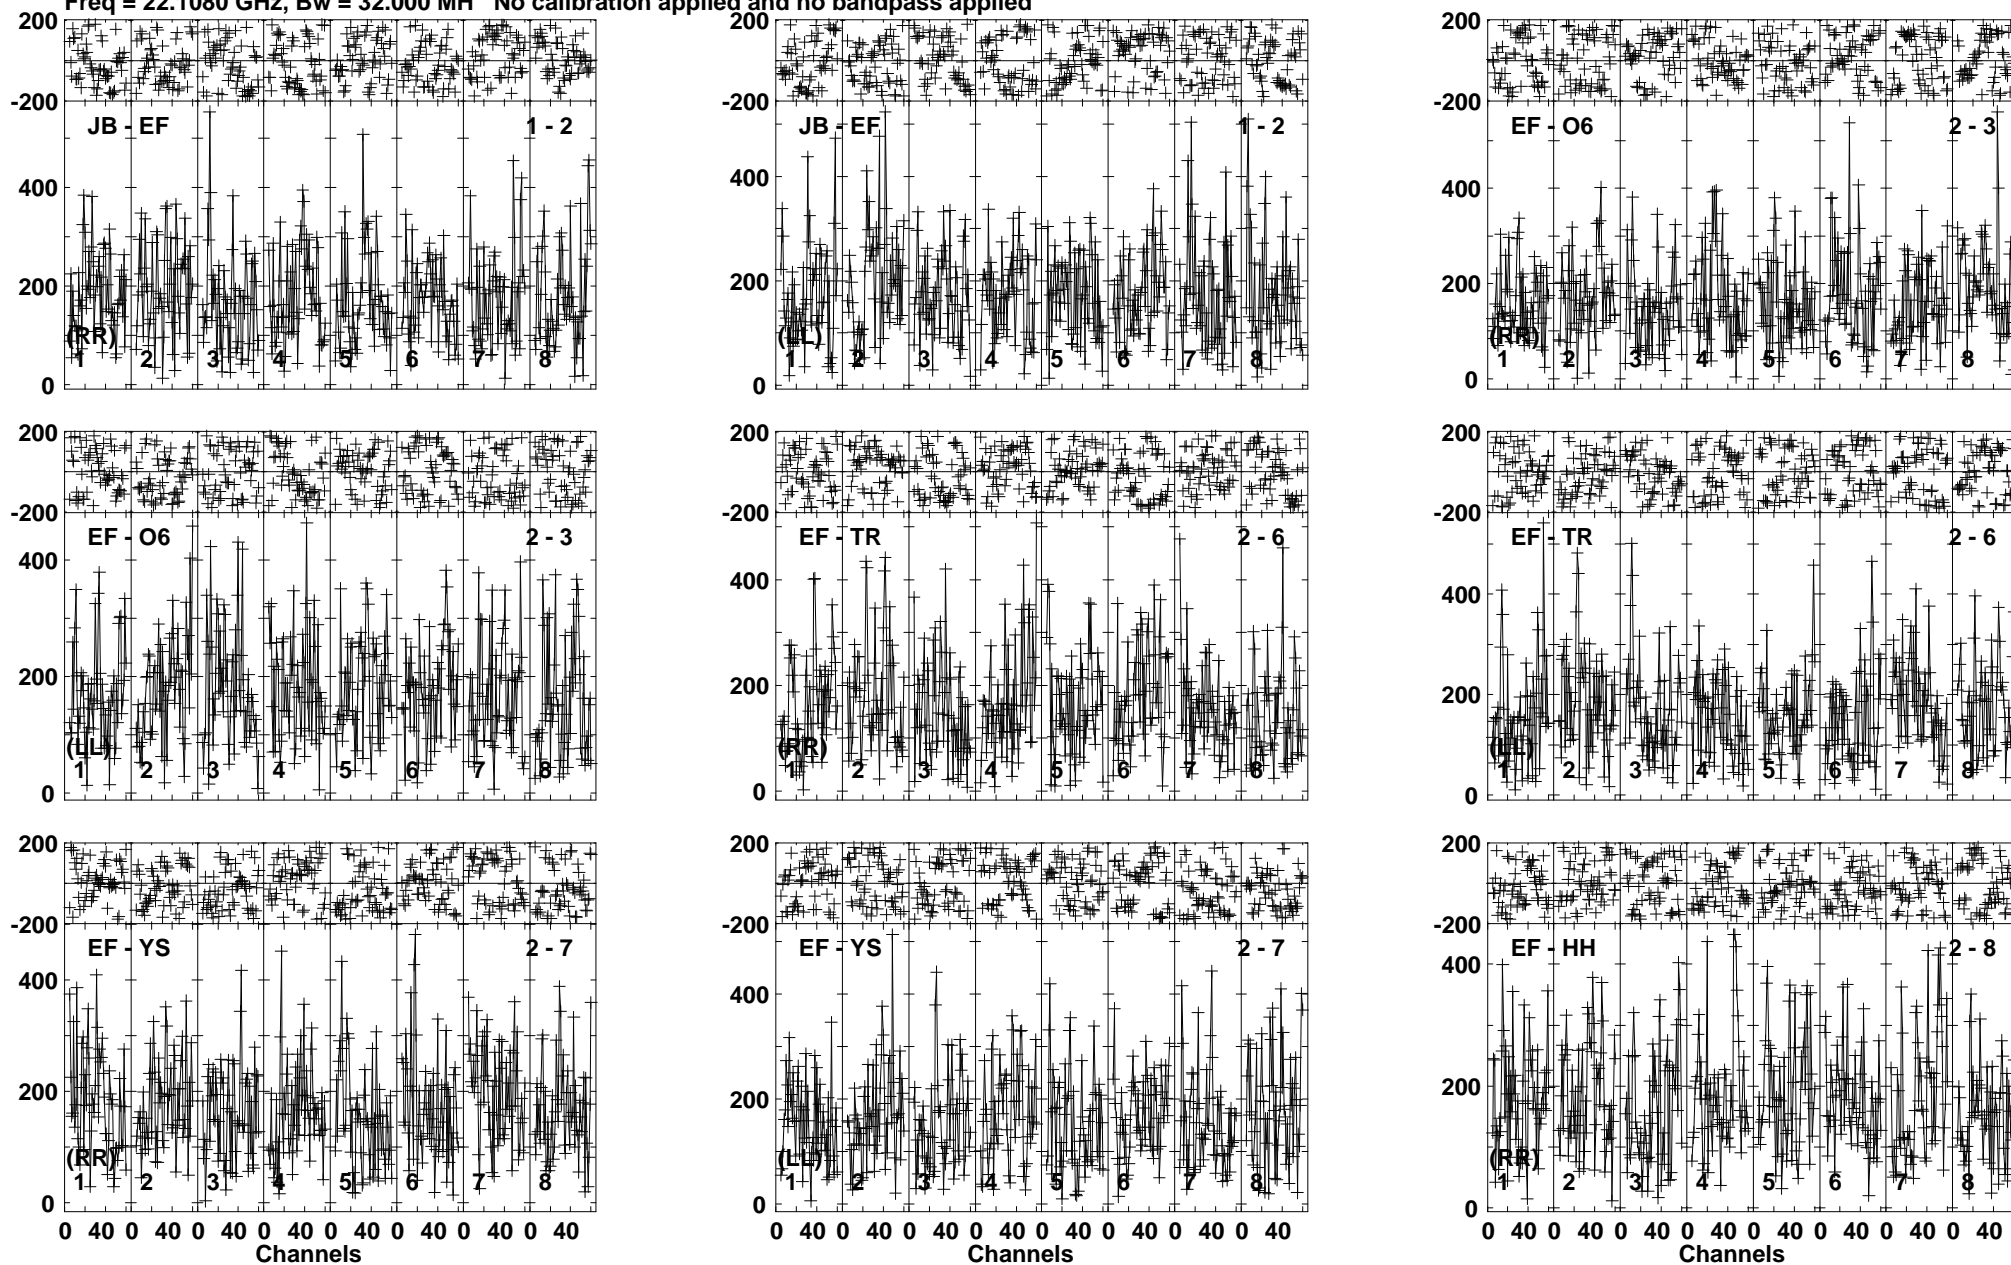 Freq = 22.1080 GHz, Bw = 32.000 MH No calibration applied and no bandpass applied
200 200 200
-200 -200 -200
JB - EF 1 - 2 JB - EF 1 - 2 EF - O6 2 - 3
400 400 400
200 200 200
(RR) (LL) (RR)
1 2 3 4 5 6 7 8 1 2 3 4 5 6 7 8 1 2 3 4 5 6 7 8
0 0 0
200 200 200
-200 -200 -200
EF - O6 2 - 3 EF - TR 2 - 6 EF - TR 2 - 6
400 400 400
200 200 200
(LL) (RR) (LL)
1 2 3 4 5 6 7 8 1 2 3 4 5 6 7 8 1 2 3 4 5 6 7 8
0 0 0
200 200 200
-200 -200 -200
EF - YS 2 - 7 EF - YS 2 - 7 EF - HH 2 - 8
400 400 400
200 200 200
(RR) (LL) (RR)
1 2 3 4 5 6 7 8 1 2 3 4 5 6 7 8 1 2 3 4 5 6 7 8
0 0 0
0 40 0 40 0 40 0 40 0 40 0 40 0 40 0 40 0 40 0 40 0 40 0 40 0 40 0 40 0 40 0 40 0 40 0 40 0 40 0 40 0 40 0 40 0 40 0 40
Channels Channels Channels